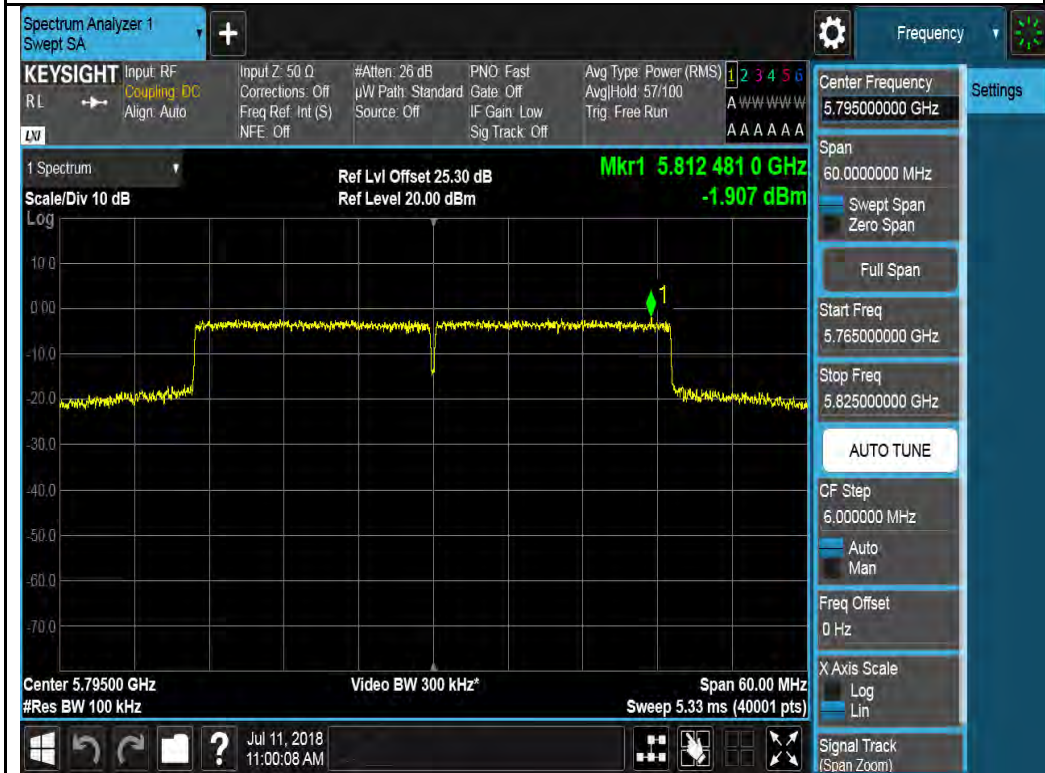 Spectrum Analyzer 1
Swept SA
+
Frequency
KEYSIGHT
RL
LXI
Input: RF
Coupling: DC
Align: Auto
Input Z: 50 Ω
Corrections: Off
Freq Ref: Int (S)
NFE: Off
#Atten: 26 dB
µW Path: Standard
Source: Off
PNO: Fast
Gate: Off
IF Gain: Low
Sig Track: Off
Avg Type: Power (RMS)
Avg|Hold: 57/100
Trig: Free Run
1 2 3 4 5 6
A W W W W W
A A A A A A
1 Spectrum
Scale/Div 10 dB
Log
Ref Lvl Offset 25.30 dB
Ref Level 20.00 dBm
Mkr1 5.812 481 0 GHz
-1.907 dBm
10.0
0.00
-10.0
-20.0
-30.0
-40.0
-50.0
-60.0
-70.0
1
Center 5.79500 GHz
#Res BW 100 kHz
Video BW 300 kHz*
Span 60.00 MHz
Sweep 5.33 ms (40001 pts)
Center Frequency
5.795000000 GHz
Settings
Span
60.0000000 MHz
Swept Span
Zero Span
Full Span
Start Freq
5.765000000 GHz
Stop Freq
5.825000000 GHz
AUTO TUNE
CF Step
6.000000 MHz
Auto
Man
Freq Offset
0 Hz
X Axis Scale
Log
Lin
Signal Track
(Span Zoom)
?
Jul 11, 2018
11:00:08 AM